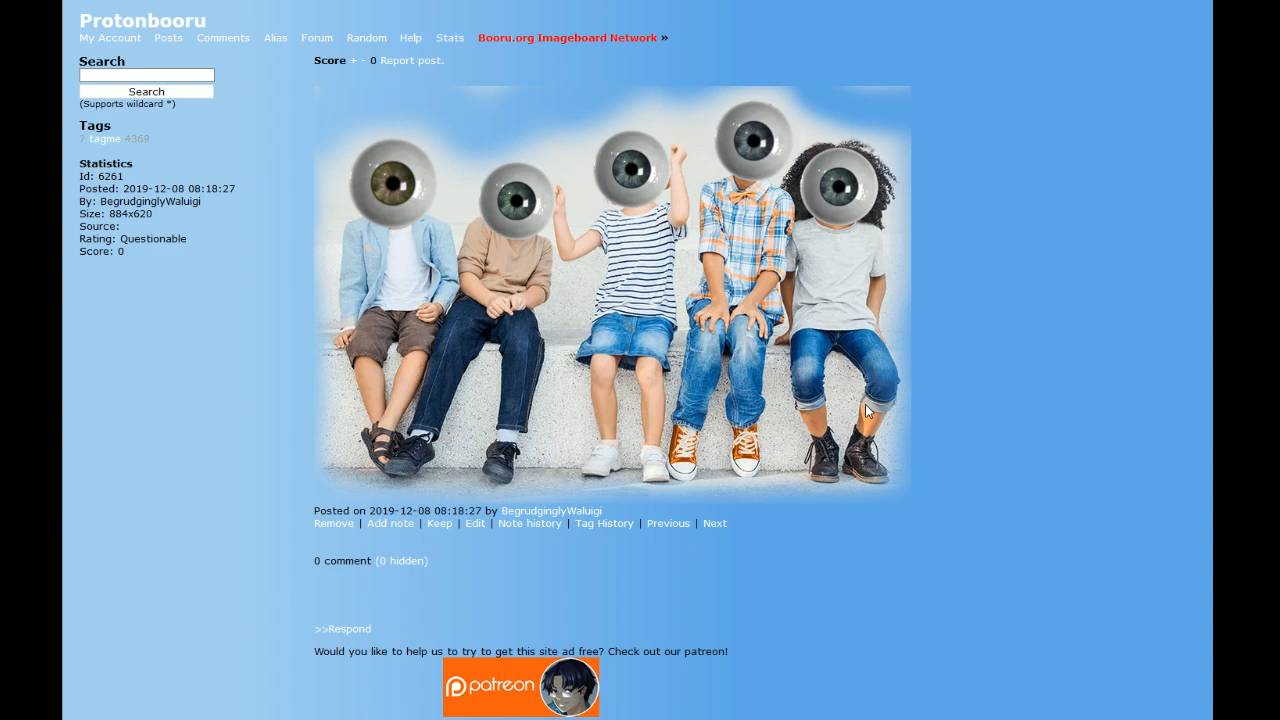 Protonbooru
My Account Posts Comments Alias Forum Random Help Stats Booru.org Imageboard Network »
Search
Search
(Supports wildcard *)
Tags
? tagme 4369
Statistics
Id: 6261
Posted: 2019-12-08 08:18:27
By: BegrudginglyWaluigi
Size: 884x620
Source:
Rating: Questionable
Score: 0
Score + - 0 Report post.
Posted on 2019-12-08 08:18:27 by BegrudginglyWaluigi
Remove | Add note | Keep | Edit | Note history | Tag History | Previous | Next
0 comment (0 hidden)
>>Respond
Would you like to help us to try to get this site ad free? Check out our patreon!
patreon